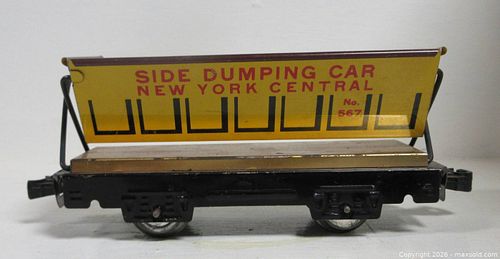 SIDE DUMPING CAR
NEW YORK CENTRAL
No.
567
Copyright 2026 - maxsold.com